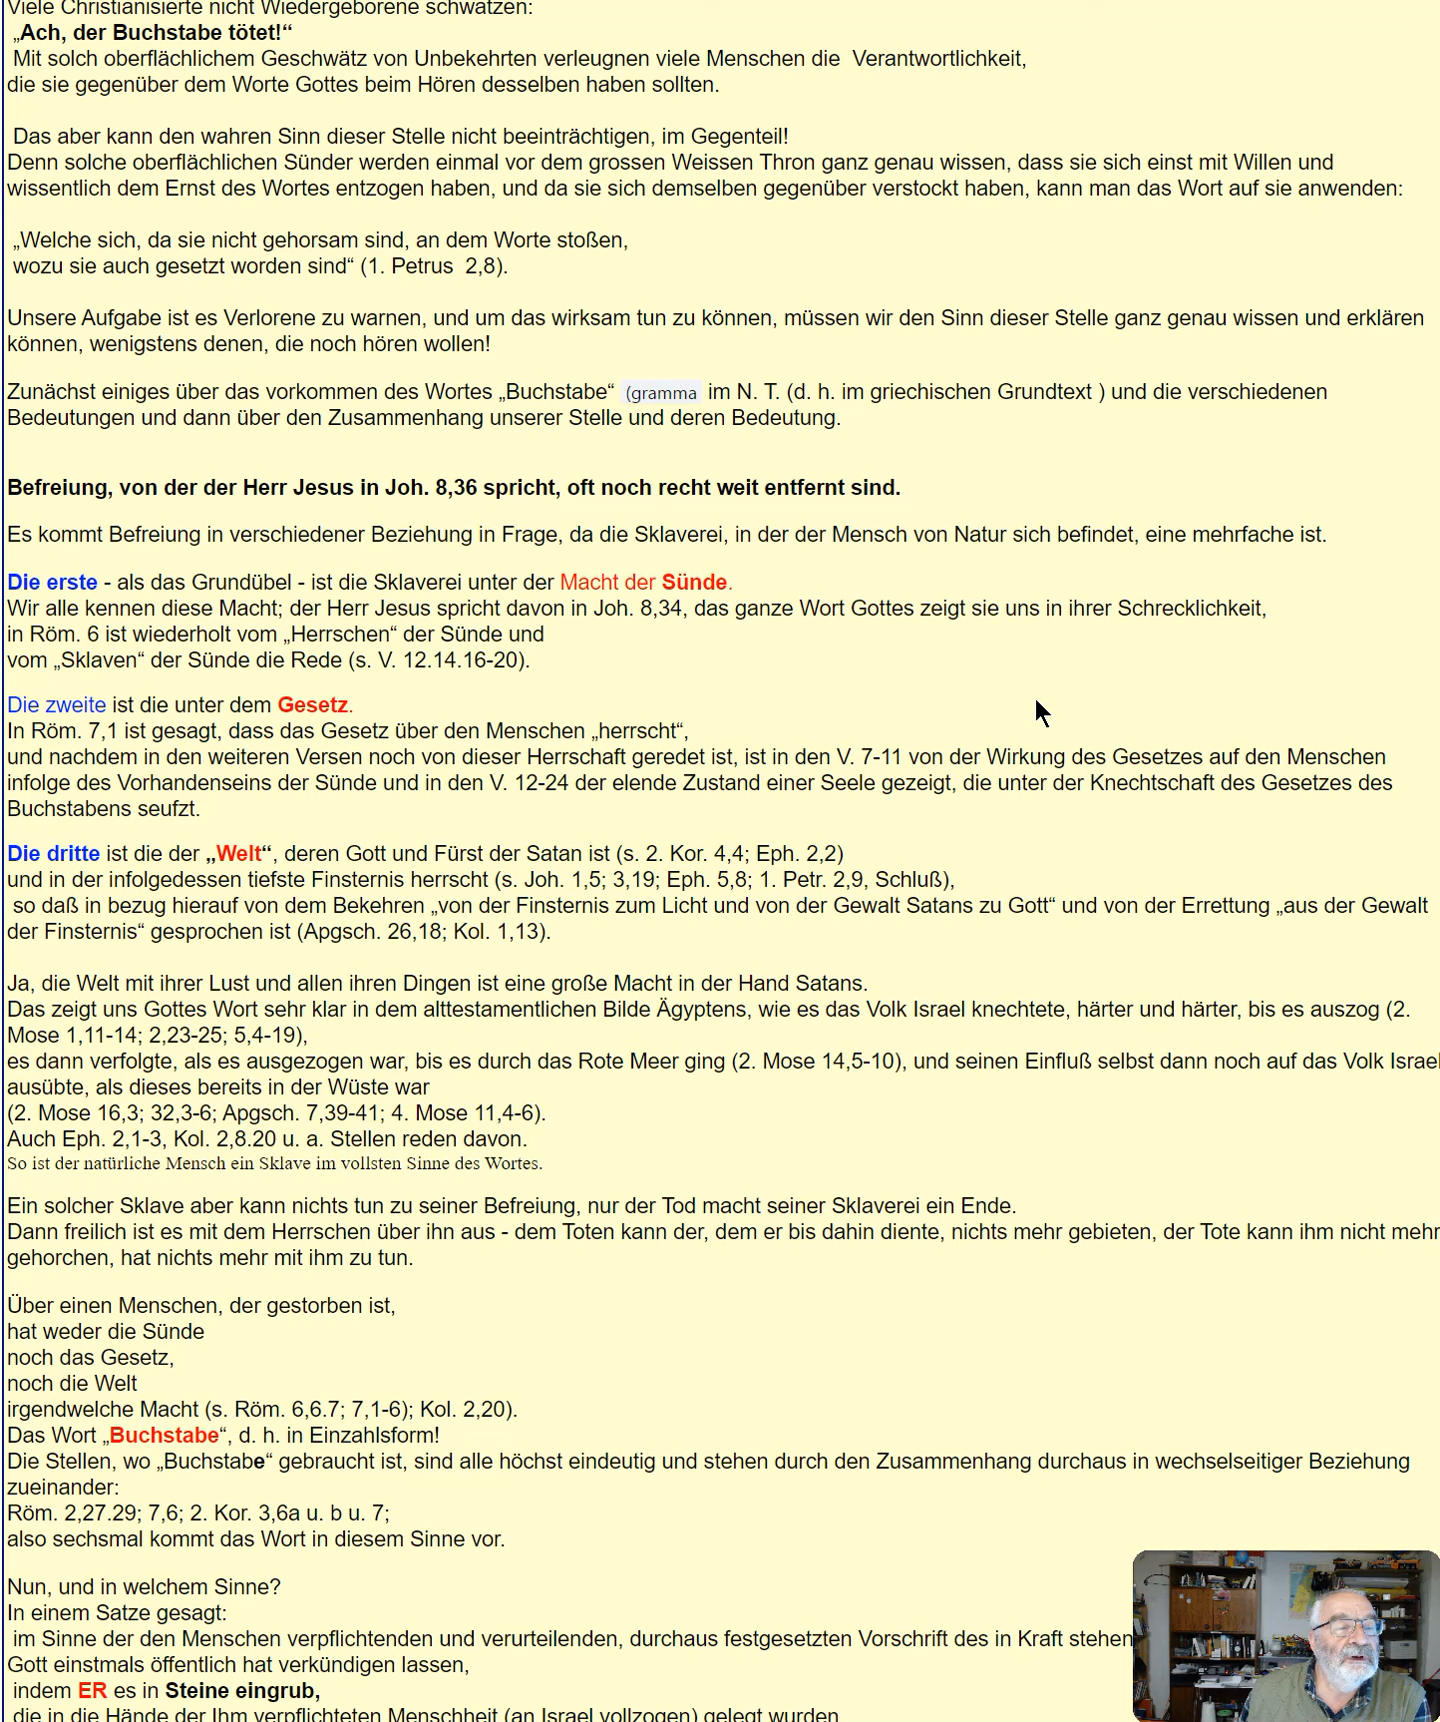 Viele Christianisierte nicht Wiedergeborene schwatzen:
„Ach, der Buchstabe tötet!“
Mit solch oberflächlichem Geschwätz von Unbekehrten verleugnen viele Menschen die Verantwortlichkeit,
die sie gegenüber dem Worte Gottes beim Hören desselben haben sollten.
Das aber kann den wahren Sinn dieser Stelle nicht beeinträchtigen, im Gegenteil!
Denn solche oberflächlichen Sünder werden einmal vor dem grossen Weissen Thron ganz genau wissen, dass sie sich einst mit Willen und
wissentlich dem Ernst des Wortes entzogen haben, und da sie sich demselben gegenüber verstockt haben, kann man das Wort auf sie anwenden:
„Welche sich, da sie nicht gehorsam sind, an dem Worte stoßen,
wozu sie auch gesetzt worden sind“ (1. Petrus 2,8).
Unsere Aufgabe ist es Verlorene zu warnen, und um das wirksam tun zu können, müssen wir den Sinn dieser Stelle ganz genau wissen und erklären
können, wenigstens denen, die noch hören wollen!
Zunächst einiges über das vorkommen des Wortes „Buchstabe“ (gramma im N. T. (d. h. im griechischen Grundtext ) und die verschiedenen
Bedeutungen und dann über den Zusammenhang unserer Stelle und deren Bedeutung.
Befreiung, von der der Herr Jesus in Joh. 8,36 spricht, oft noch recht weit entfernt sind.
Es kommt Befreiung in verschiedener Beziehung in Frage, da die Sklaverei, in der der Mensch von Natur sich befindet, eine mehrfache ist.
Die erste - als das Grundübel - ist die Sklaverei unter der Macht der Sünde.
Wir alle kennen diese Macht; der Herr Jesus spricht davon in Joh. 8,34, das ganze Wort Gottes zeigt sie uns in ihrer Schrecklichkeit,
in Röm. 6 ist wiederholt vom „Herrschen“ der Sünde und
vom „Sklaven“ der Sünde die Rede (s. V. 12.14.16-20).
Die zweite ist die unter dem Gesetz.
In Röm. 7,1 ist gesagt, dass das Gesetz über den Menschen „herrscht“,
und nachdem in den weiteren Versen noch von dieser Herrschaft geredet ist, ist in den V. 7-11 von der Wirkung des Gesetzes auf den Menschen
infolge des Vorhandenseins der Sünde und in den V. 12-24 der elende Zustand einer Seele gezeigt, die unter der Knechtschaft des Gesetzes des
Buchstabens seufzt.
Die dritte ist die der „Welt“, deren Gott und Fürst der Satan ist (s. 2. Kor. 4,4; Eph. 2,2)
und in der infolgedessen tiefste Finsternis herrscht (s. Joh. 1,5; 3,19; Eph. 5,8; 1. Petr. 2,9, Schluß),
so daß in bezug hierauf von dem Bekehren „von der Finsternis zum Licht und von der Gewalt Satans zu Gott“ und von der Errettung „aus der Gewalt
der Finsternis“ gesprochen ist (Apgsch. 26,18; Kol. 1,13).
Ja, die Welt mit ihrer Lust und allen ihren Dingen ist eine große Macht in der Hand Satans.
Das zeigt uns Gottes Wort sehr klar in dem alttestamentlichen Bilde Ägyptens, wie es das Volk Israel knechtete, härter und härter, bis es auszog (2.
Mose 1,11-14; 2,23-25; 5,4-19),
es dann verfolgte, als es ausgezogen war, bis es durch das Rote Meer ging (2. Mose 14,5-10), und seinen Einfluß selbst dann noch auf das Volk Israel
ausübte, als dieses bereits in der Wüste war
(2. Mose 16,3; 32,3-6; Apgsch. 7,39-41; 4. Mose 11,4-6).
Auch Eph. 2,1-3, Kol. 2,8.20 u. a. Stellen reden davon.
So ist der natürliche Mensch ein Sklave im vollsten Sinne des Wortes.
Ein solcher Sklave aber kann nichts tun zu seiner Befreiung, nur der Tod macht seiner Sklaverei ein Ende.
Dann freilich ist es mit dem Herrschen über ihn aus - dem Toten kann der, dem er bis dahin diente, nichts mehr gebieten, der Tote kann ihm nicht mehr
gehorchen, hat nichts mehr mit ihm zu tun.
Über einen Menschen, der gestorben ist,
hat weder die Sünde
noch das Gesetz,
noch die Welt
irgendwelche Macht (s. Röm. 6,6.7; 7,1-6); Kol. 2,20).
Das Wort „Buchstabe“, d. h. in Einzahlsform!
Die Stellen, wo „Buchstabe“ gebraucht ist, sind alle höchst eindeutig und stehen durch den Zusammenhang durchaus in wechselseitiger Beziehung
zueinander:
Röm. 2,27.29; 7,6; 2. Kor. 3,6a u. b u. 7;
also sechsmal kommt das Wort in diesem Sinne vor.
Nun, und in welchem Sinne?
In einem Satze gesagt:
im Sinne der den Menschen verpflichtenden und verurteilenden, durchaus festgesetzten Vorschrift des in Kraft stehen
Gott einstmals öffentlich hat verkündigen lassen,
indem ER es in Steine eingrub,
die in die Hände der Ihm verpflichteten Menschheit (an Israel vollzogen) gelegt wurden